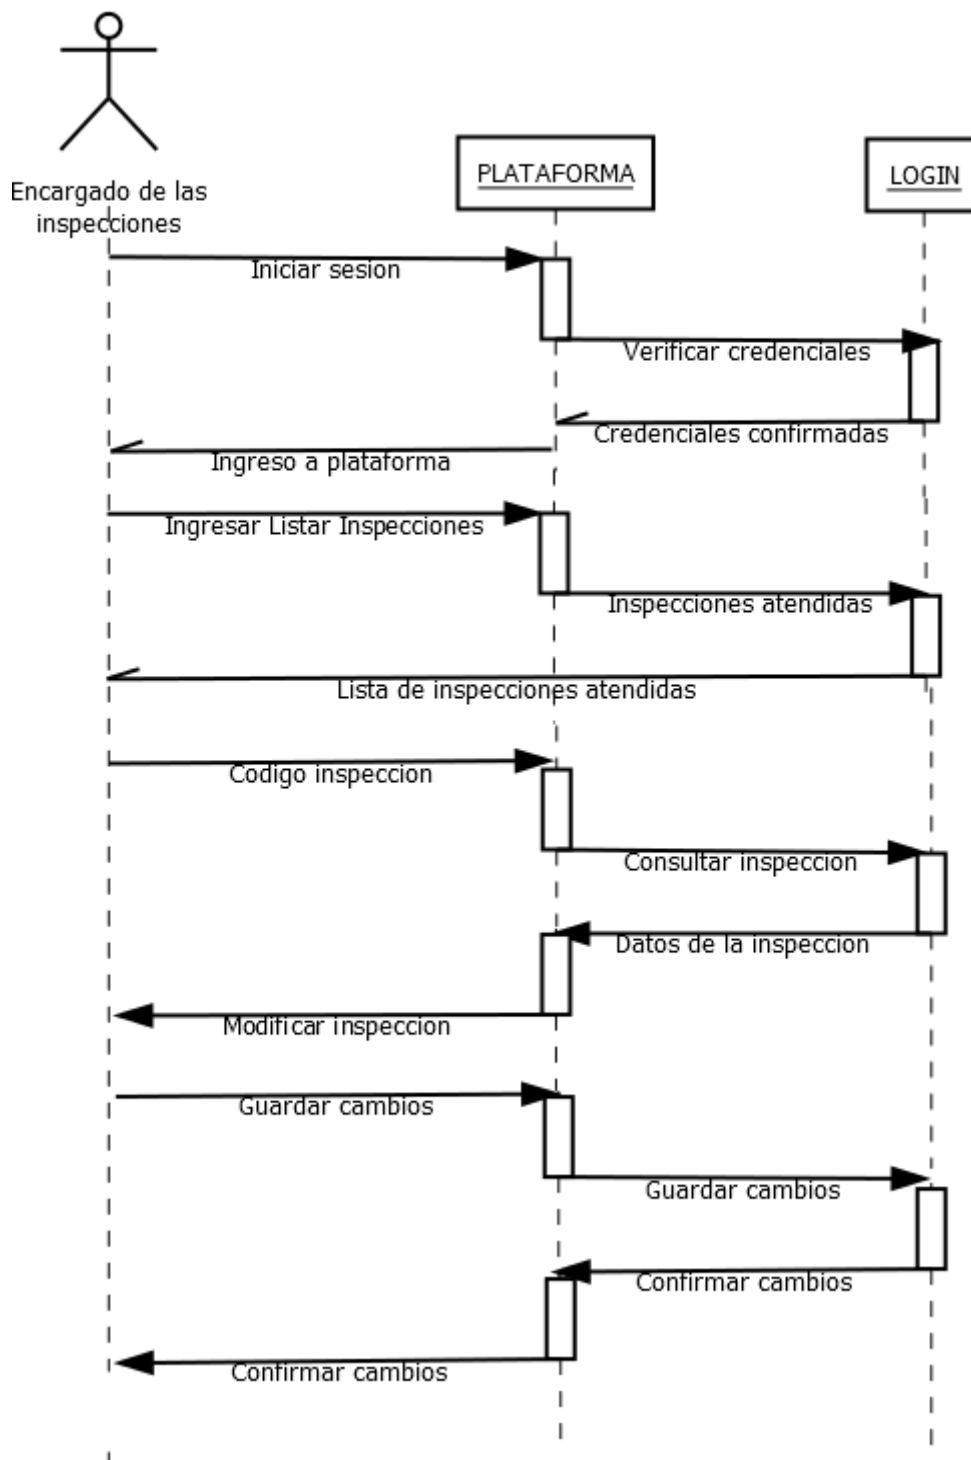 PLATAFORMA
LOGIN
Encargado de las
inspecciones
Iniciar sesion
Verificar credenciales
Credenciales confirmadas
Ingreso a plataforma
Ingresar Listar Inspecciones
Inspecciones atendidas
Lista de inspecciones atendidas
Codigo inspeccion
Consultar inspeccion
Datos de la inspeccion
Modificar inspeccion
Guardar cambios
Guardar cambios
Confirmar cambios
Confirmar cambios